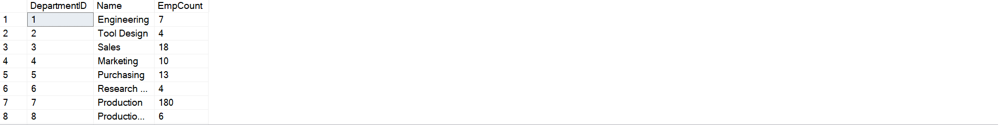 DepartmentID Name EmpCount
1 1 Engineering 7
2 2 Tool Design 4
3 3 Sales 18
4 4 Marketing 10
5 5 Purchasing 13
6 6 Research ... 4
7 7 Production 180
8 8 Productio... 6